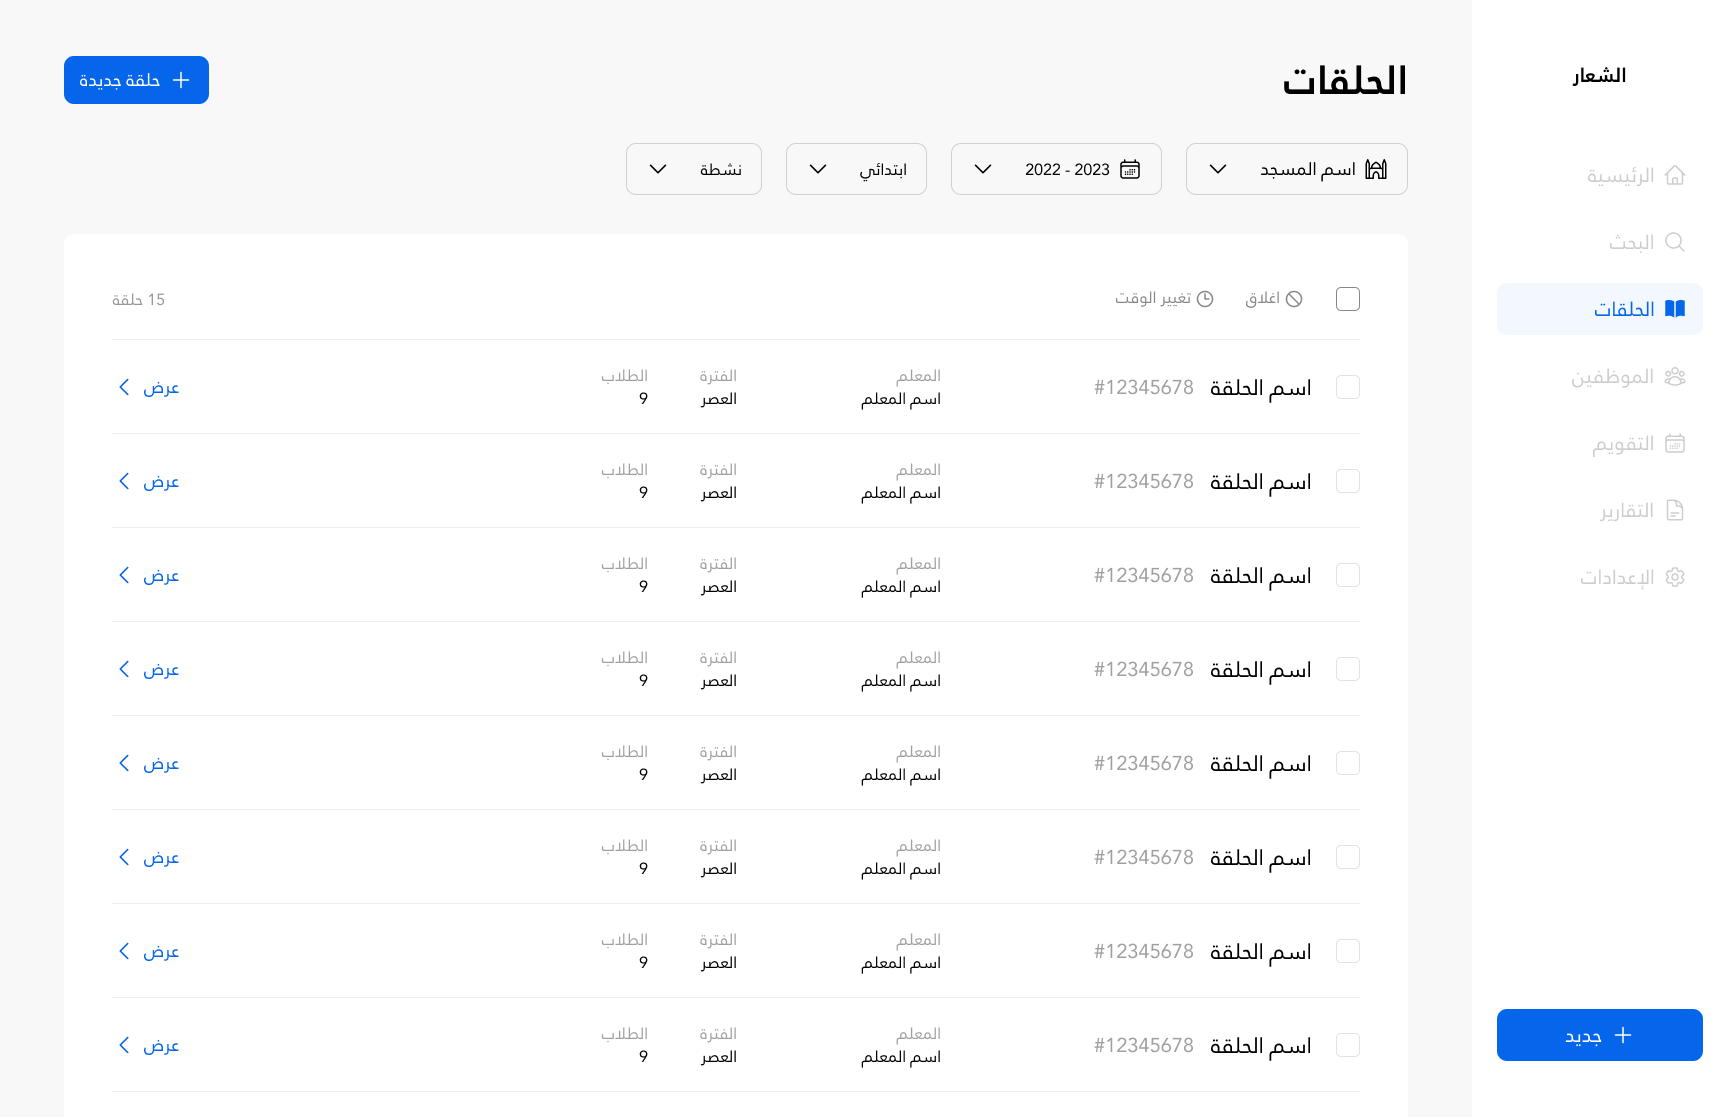 الشعار
الرئيسية
البحث
الحلقات
الموظفين
التقويم
التقارير
الإعدادات
جديد
الحلقات
حلقة جديدة
اسم المسجد
2022 - 2023
ابتدائي
نشطة
اغلاق
تغيير الوقت
15 حلقة
اسم الحلقة #12345678 المعلم الفترة الطلاب عرض
اسم المعلم العصر 9
اسم الحلقة #12345678 المعلم الفترة الطلاب عرض
اسم المعلم العصر 9
اسم الحلقة #12345678 المعلم الفترة الطلاب عرض
اسم المعلم العصر 9
اسم الحلقة #12345678 المعلم الفترة الطلاب عرض
اسم المعلم العصر 9
اسم الحلقة #12345678 المعلم الفترة الطلاب عرض
اسم المعلم العصر 9
اسم الحلقة #12345678 المعلم الفترة الطلاب عرض
اسم المعلم العصر 9
اسم الحلقة #12345678 المعلم الفترة الطلاب عرض
اسم المعلم العصر 9
اسم الحلقة #12345678 المعلم الفترة الطلاب عرض
اسم المعلم العصر 9